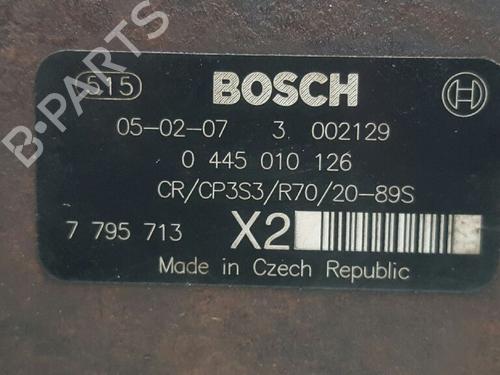 515 BOSCH
05-02-07 3 002129
0 445 010 126
CR/CP3S3/R70/20-89S
7 795 713 X2
Made in Czech Republic
B-PARTS